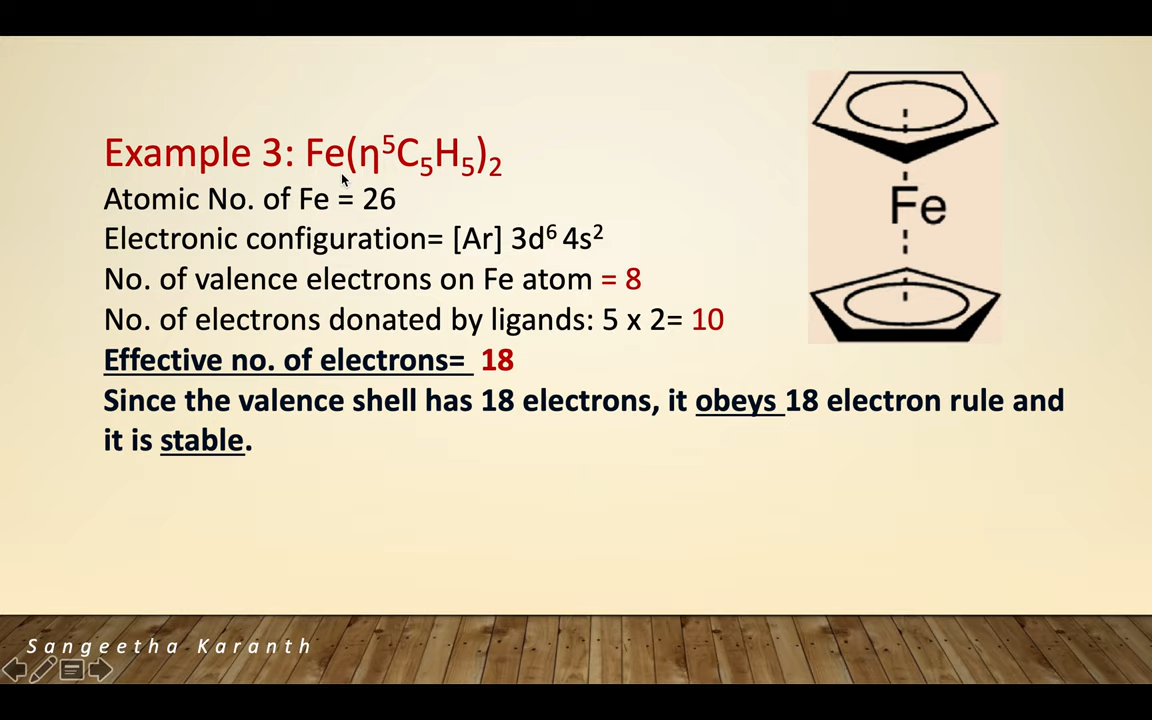 Example 3: Fe(η⁵C₅H₅)₂
Atomic No. of Fe = 26
Electronic configuration= [Ar] 3d⁶ 4s²
No. of valence electrons on Fe atom = 8
No. of electrons donated by ligands: 5 x 2= 10
Effective no. of electrons= 18
Since the valence shell has 18 electrons, it obeys 18 electron rule and
it is stable.
Fe
Sangeetha Karanth